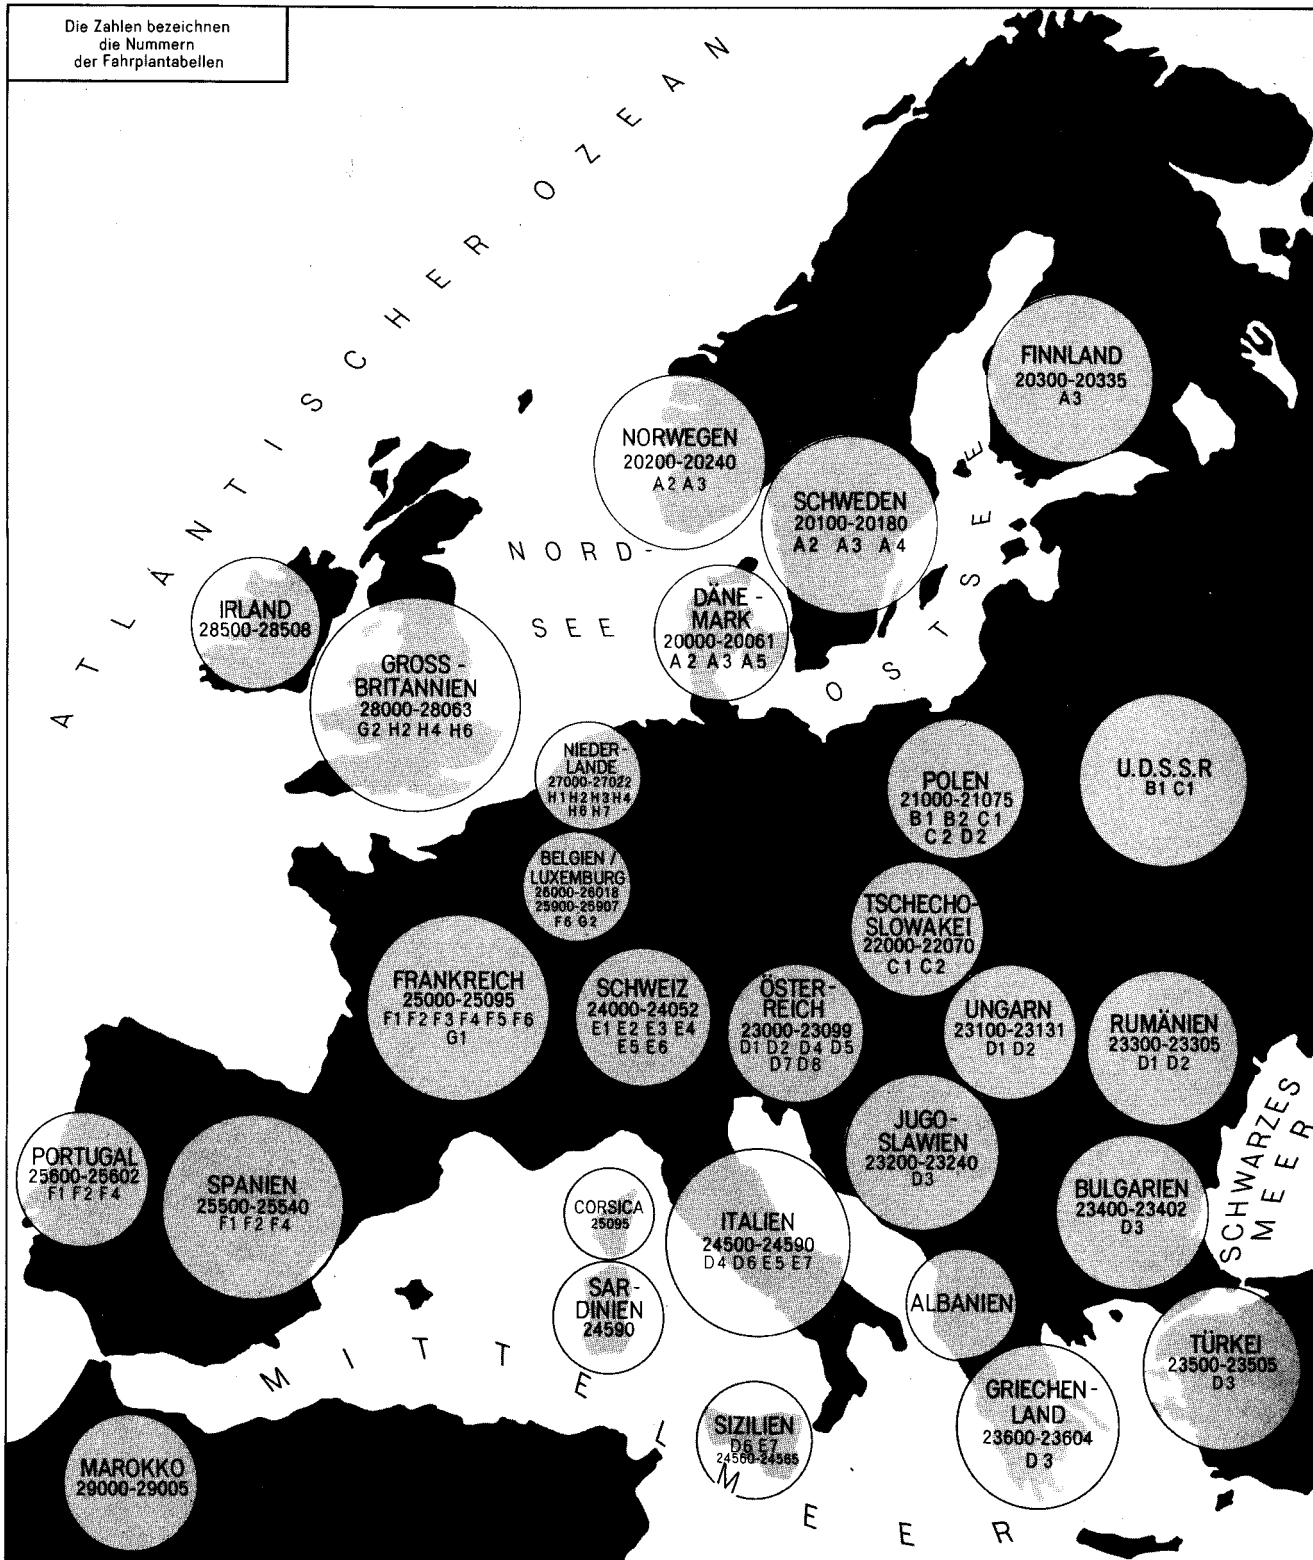 Die Zahlen bezeichnen
die Nummern
der Fahrplantabellen
ATLANTISCHER OZEAN
FINNLAND
20300-20335
A3
NORWEGEN
20200-20240
A2 A3
SCHWEDEN
20100-20180
A2 A3 A4
NORD-
SEE
OSTSEE
IRLAND
28500-28508
DÄNE-
MARK
20000-20061
A2 A3 A5
GROSS-
BRITANNIEN
28000-28063
G2 H2 H4 H6
NIEDER-
LANDE
27000-27022
H1 H2 H3 H4
H6 H7
POLEN
21000-21075
B1 B2 C1
C2 D2
U.D.S.S.R
B1 C1
BELGIEN /
LUXEMBURG
26000-26018
25900-25907
F6 G2
TSCHECHO-
SLOWAKEI
22000-22070
C1 C2
FRANKREICH
25000-25095
F1 F2 F3 F4 F5 F6
G1
SCHWEIZ
24000-24052
E1 E2 E3 E4
E5 E6
ÖSTER-
REICH
23000-23099
D1 D2 D4 D5
D7 D8
UNGARN
23100-23131
D1 D2
RUMÄNIEN
23300-23305
D1 D2
SCHWARZES
MEER
PORTUGAL
25600-25602
F1 F2 F4
SPANIEN
25500-25540
F1 F2 F4
CORSICA
25095
ITALIEN
24500-24590
D4 D6 E5 E7
JUGO-
SLAWIEN
23200-23240
D3
BULGARIEN
23400-23402
D3
SAR-
DINIEN
24590
ALBANIEN
TÜRKEI
23500-23505
D3
MITTELMEER
SIZILIEN
D6 E7
24560-24565
GRIECHEN-
LAND
23600-23604
D3
MAROKKO
29000-29005